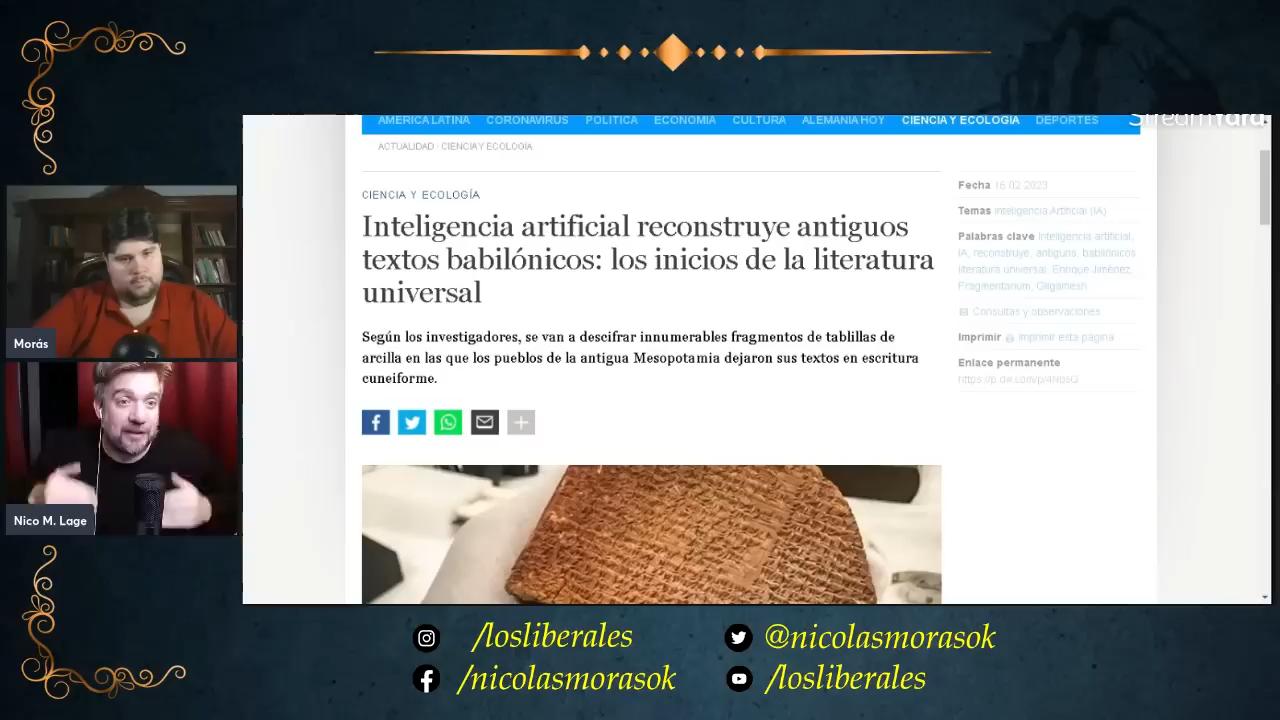 AMÉRICA LATINA CORONAVIRUS POLÍTICA ECONOMÍA CULTURA ALEMANIA HOY CIENCIA Y ECOLOGÍA DEPORTES
StreamYard
ACTUALIDAD CIENCIA Y ECOLOGÍA
CIENCIA Y ECOLOGÍA
Inteligencia artificial reconstruye antiguos
textos babilónicos: los inicios de la literatura
universal
Según los investigadores, se van a descifrar innumerables fragmentos de tablillas de
arcilla en las que los pueblos de la antigua Mesopotamia dejaron sus textos en escritura
cuneiforme.
Fecha 16.02.2023
Temas Inteligencia Artificial (IA)
Palabras clave Inteligencia artificial,
IA, reconstruye, antiguos, babilónicos
literatura universal, Enrique Jiménez,
Fragmentarium, Gilgamesh
Consultas y observaciones
Imprimir Imprimir esta página
Enlace permanente
Morás
Nico M. Lage
/losliberales
@nicolasmorasok
/nicolasmorasok
/losliberales